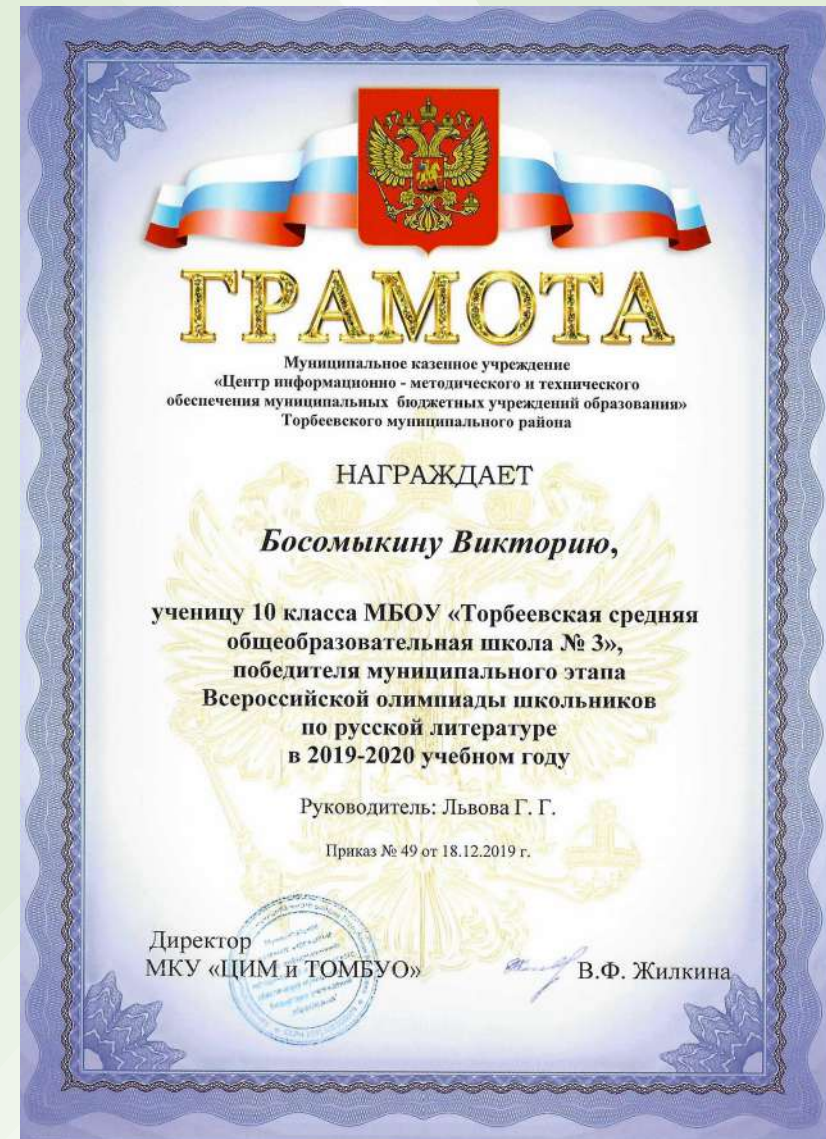 ГРАМОТА
Муниципальное казенное учреждение
«Центр информационно - методического и технического
обеспечения муниципальных бюджетных учреждений образования»
Торбеевского муниципального района
НАГРАЖДАЕТ
Босомыкину Викторию,
ученицу 10 класса МБОУ «Торбеевская средняя
общеобразовательная школа № 3»,
победителя муниципального этапа
Всероссийской олимпиады школьников
по русской литературе
в 2019-2020 учебном году
Руководитель: Львова Г. Г.
Приказ № 49 от 18.12.2019 г.
Директор
МКУ «ЦИМ и ТОМБУО» В.Ф. Жилкина